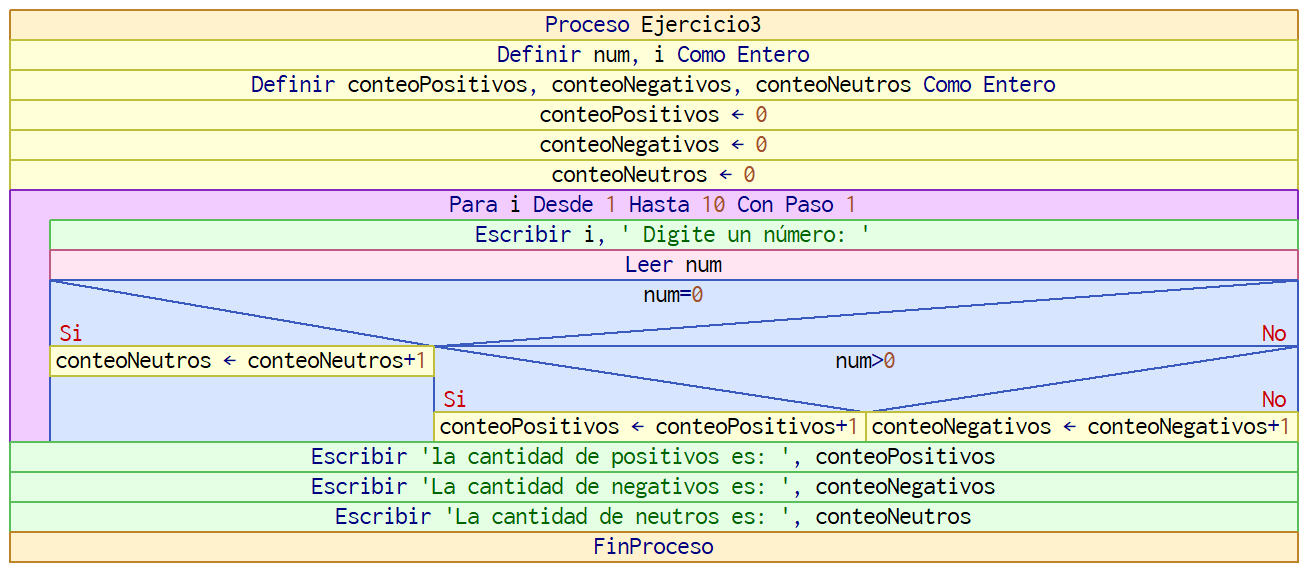 Proceso Ejercicio3
Definir num, i Como Entero
Definir conteoPositivos, conteoNegativos, conteoNeutros Como Entero
conteoPositivos ← 0
conteoNegativos ← 0
conteoNeutros ← 0
Para i Desde 1 Hasta 10 Con Paso 1
Escribir i, ' Digite un número: '
Leer num
num=0
Si
No
conteoNeutros ← conteoNeutros+1
num>0
Si
No
conteoPositivos ← conteoPositivos+1
conteoNegativos ← conteoNegativos+1
Escribir 'la cantidad de positivos es: ', conteoPositivos
Escribir 'La cantidad de negativos es: ', conteoNegativos
Escribir 'La cantidad de neutros es: ', conteoNeutros
FinProceso